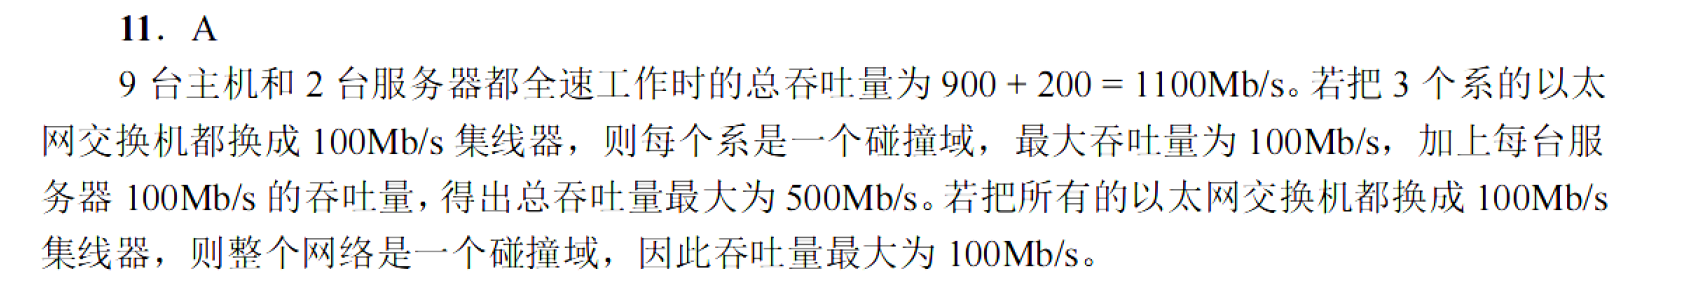 11．A
9 台主机和 2 台服务器都全速工作时的总吞吐量为 900 + 200 = 1100Mb/s。若把 3 个系的以太
网交换机都换成 100Mb/s 集线器，则每个系是一个碰撞域，最大吞吐量为 100Mb/s，加上每台服
务器 100Mb/s 的吞吐量，得出总吞吐量最大为 500Mb/s。若把所有的以太网交换机都换成 100Mb/s
集线器，则整个网络是一个碰撞域，因此吞吐量最大为 100Mb/s。